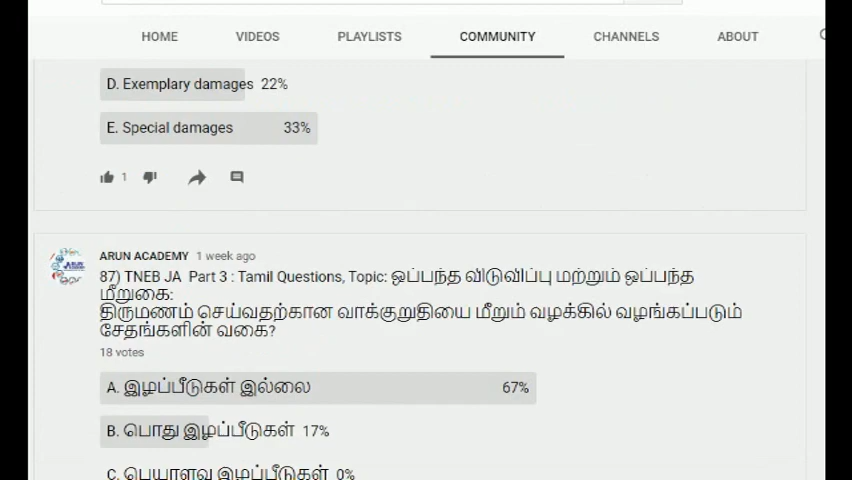 HOME VIDEOS PLAYLISTS COMMUNITY CHANNELS ABOUT
D. Exemplary damages 22%
E. Special damages 33%
1
ARUN ACADEMY 1 week ago
87) TNEB JA Part 3 : Tamil Questions, Topic: ஒப்பந்த விடுவிப்பு மற்றும் ஒப்பந்த
மீறுகை:
திருமணம் செய்வதற்கான வாக்குறுதியை மீறும் வழக்கில் வழங்கப்படும்
சேதங்களின் வகை?
18 votes
A. இழப்பீடுகள் இல்லை 67%
B. பொது இழப்பீடுகள் 17%
C. பெயரளவு இழப்பீடுகள் 0%